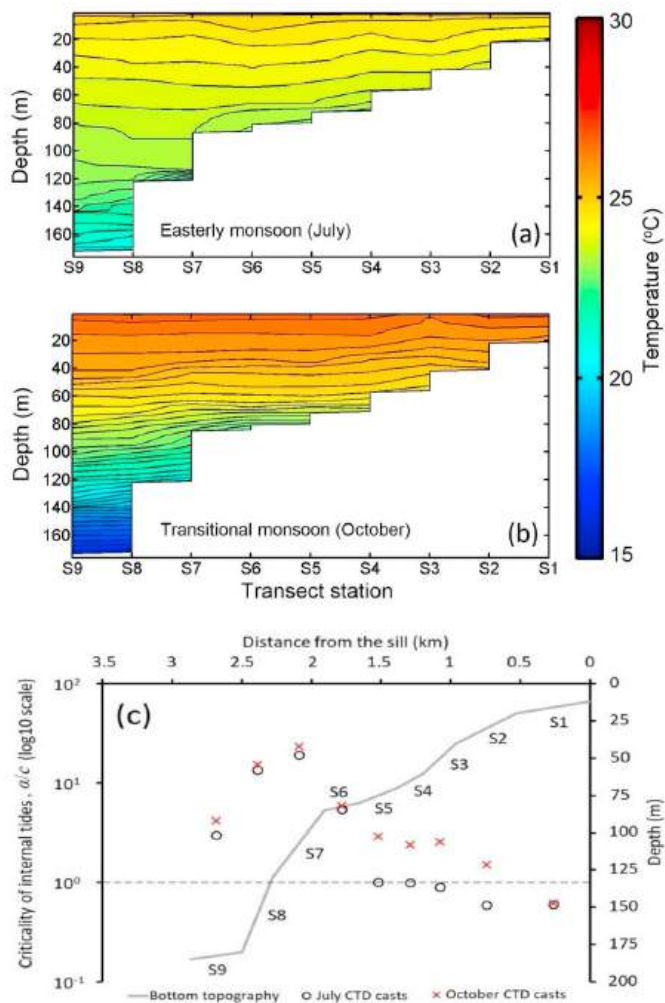 20
40
60
80
100
120
140
160
Depth (m)
Easterly monsoon (July)
(a)
S9 S8 S7 S6 S5 S4 S3 S2 S1
20
40
60
80
100
120
140
160
Depth (m)
Transitional monsoon (October)
(b)
S9 S8 S7 S6 S5 S4 S3 S2 S1
Transect station
30
25
20
15
Temperature (ºC)
Distance from the sill (km)
3.5 3 2.5 2 1.5 1 0.5 0
(c)
10²
10¹
10⁰
10⁻¹
Criticality of internal tides, a/c (log10 scale)
0
25
50
75
100
125
150
175
200
Depth (m)
S1
S2
S3
S4
S5
S6
S7
S8
S9
Bottom topography July CTD casts October CTD casts